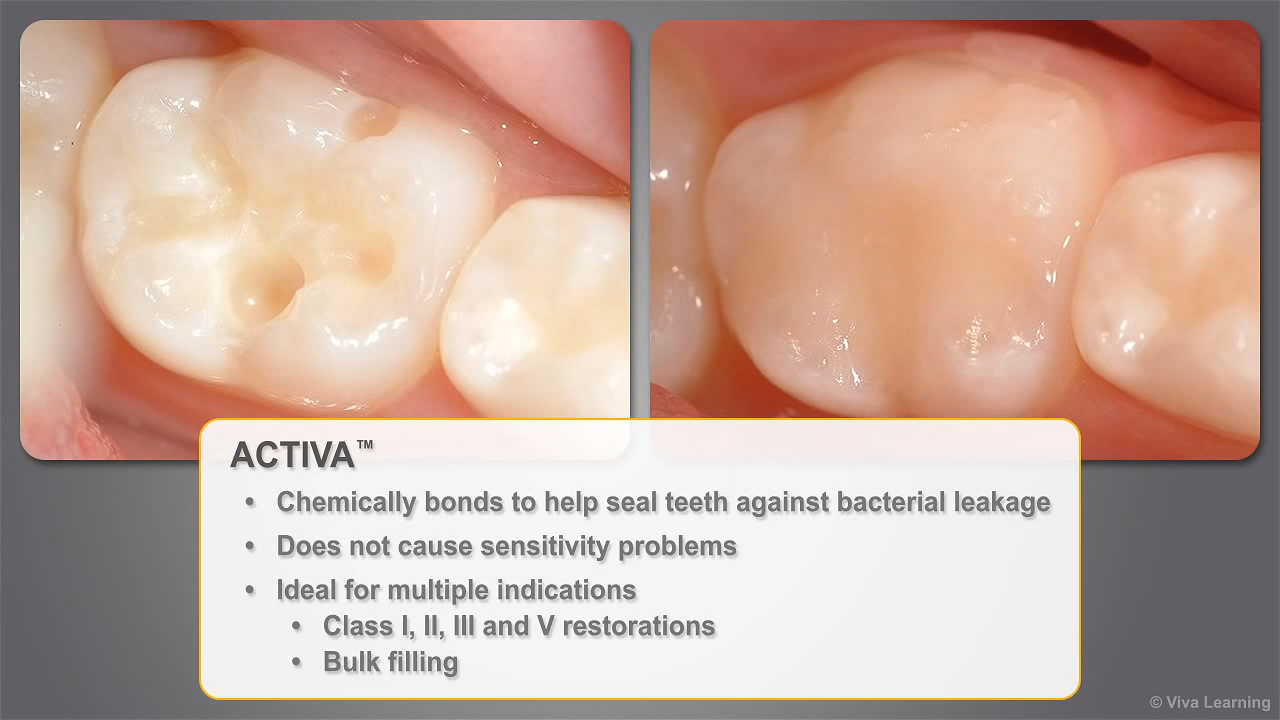 ACTIVA™
• Chemically bonds to help seal teeth against bacterial leakage
• Does not cause sensitivity problems
• Ideal for multiple indications
• Class I, II, III and V restorations
• Bulk filling
© Viva Learning